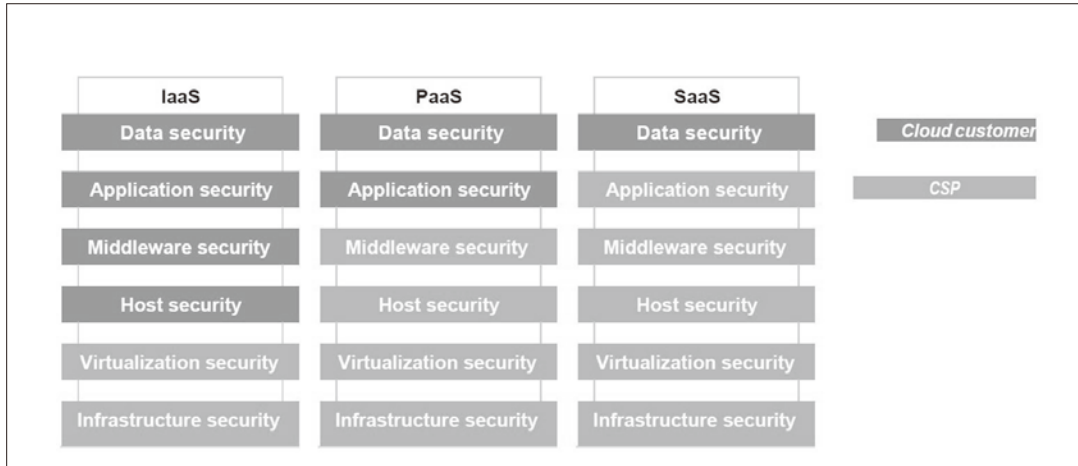 IaaS
Data security
Application security
Middleware security
Host security
Virtualization security
Infrastructure security
PaaS
Data security
Application security
Middleware security
Host security
Virtualization security
Infrastructure security
SaaS
Data security
Application security
Middleware security
Host security
Virtualization security
Infrastructure security
Cloud customer
CSP